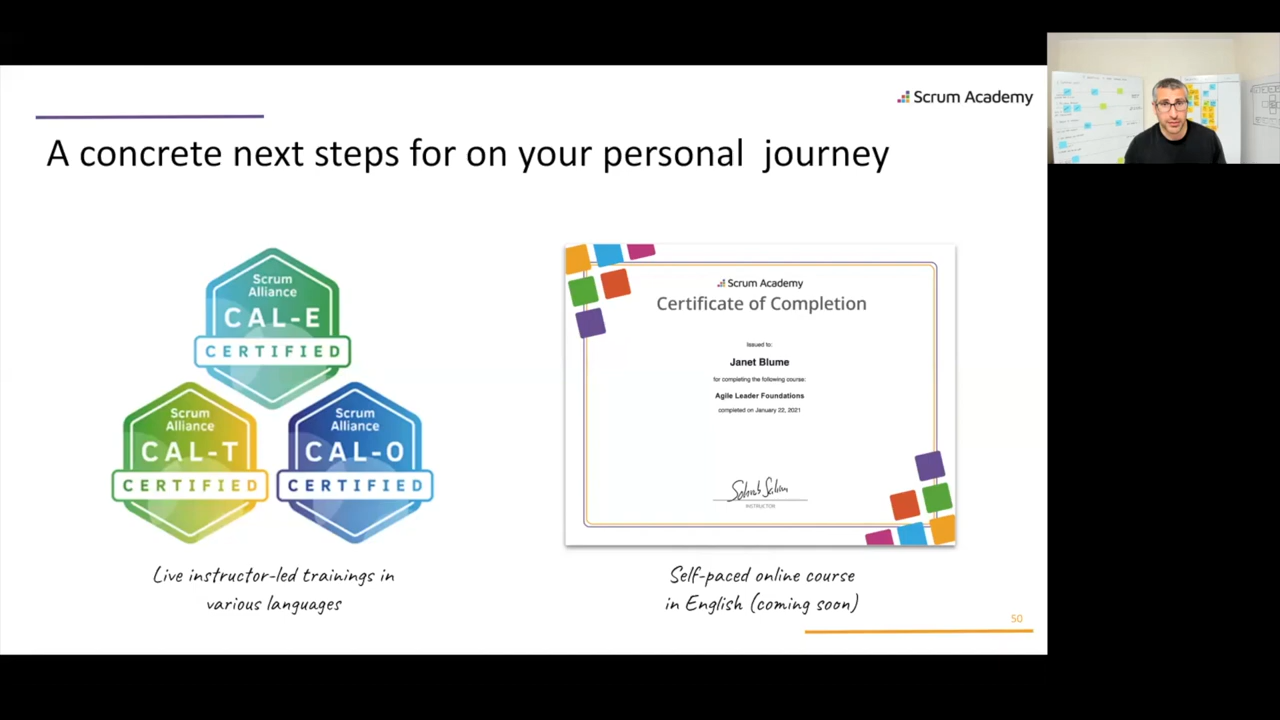 Scrum Academy
A concrete next steps for on your personal journey
Scrum
Alliance
CAL-E
CERTIFIED
Scrum
Alliance
CAL-T
CERTIFIED
Scrum
Alliance
CAL-O
CERTIFIED
Live instructor-led trainings in
various languages
Scrum Academy
Certificate of Completion
Issued to:
Janet Blume
for completing the following course:
Agile Leader Foundations
completed on January 22, 2021
INSTRUCTOR
Self-paced online course
in English (coming soon)
50